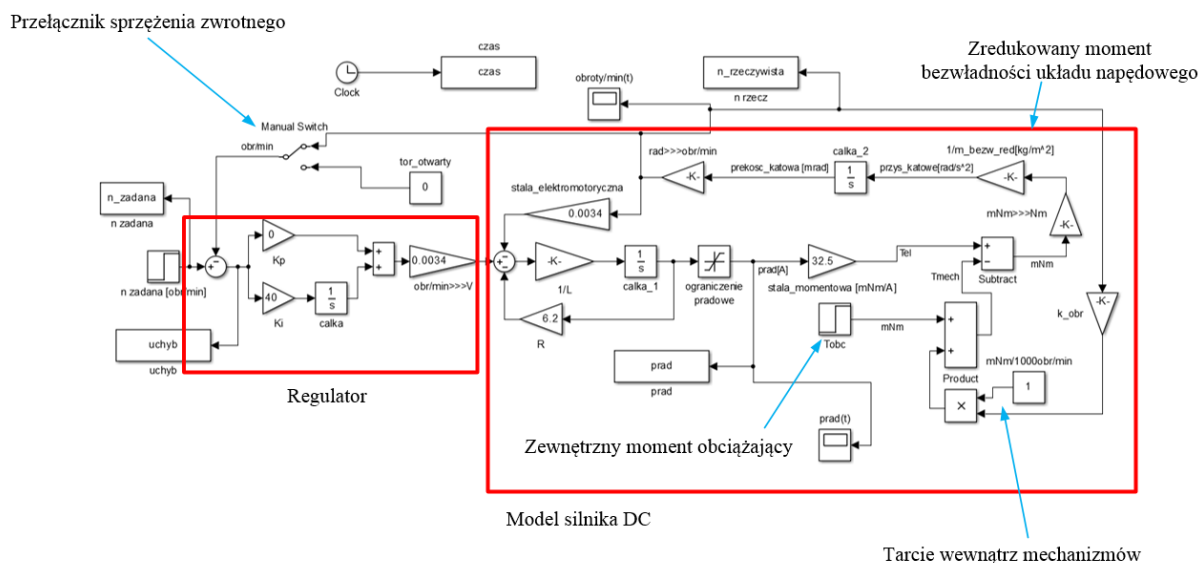 Przełącznik sprzężenia zwrotnego
Zredukowany moment
bezwładności układu napędowego
czas
czas
Clock
n_rzeczywista
n rzecz
obroty/min(t)
Manual Switch
obr/min
tor_otwarty
0
rad>>>obr/min
-K-
prekosc_katowa [mrad]
calka_2
1
s
przys_katowe[rad/s^2]
1/m_bezw_red[kg/m^2]
-K-
mNm>>>Nm
-K-
stala_elektromotoryczna
0.0034
n_zadana
n zadana
n zadana [obr/min]
0
Kp
40
Ki
1
s
calka
0.0034
obr/min>>>V
-K-
1/L
1
s
calka_1
ograniczenie
pradowe
prad[A]
32.5
stala_momentowa [mNm/A]
Tel
Tmech
Subtract
mNm
6.2
R
uchyb
uchyb
mNm
Tobc
Product
-K-
k_obr
mNm/1000obr/min
1
prad
prad
prad(t)
Regulator
Zewnętrzny moment obciążający
Model silnika DC
Tarcie wewnątrz mechanizmów